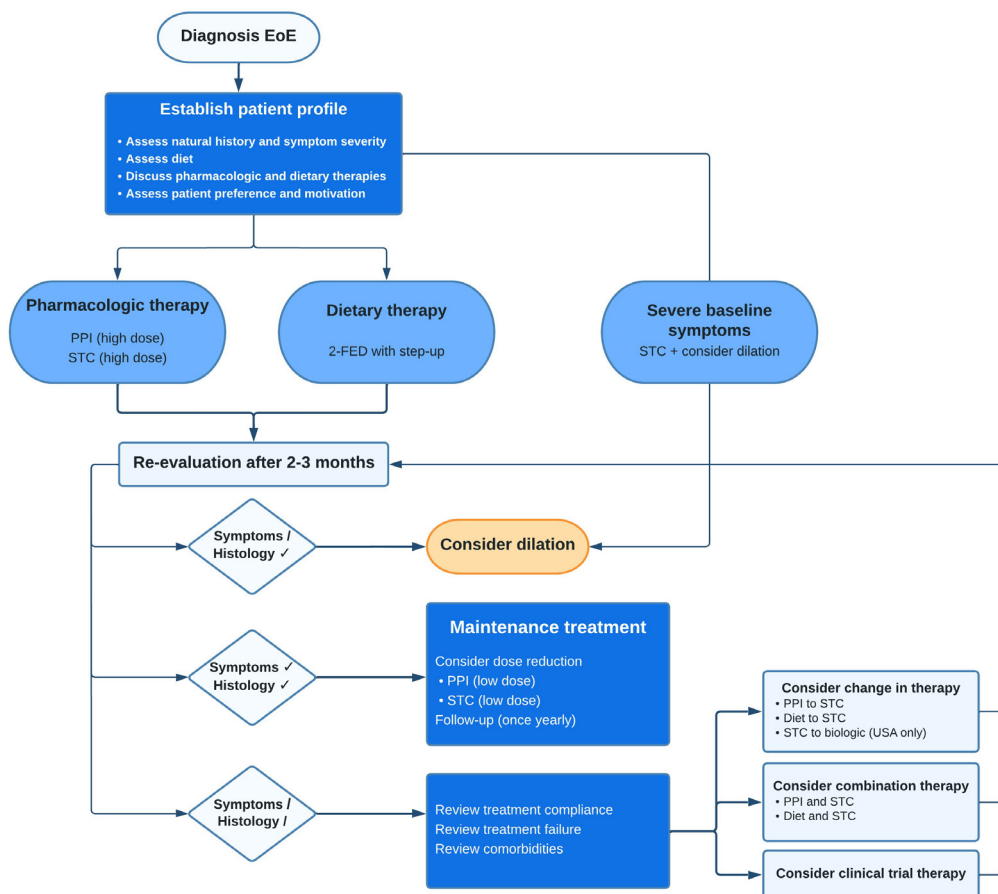 Diagnosis EoE
Establish patient profile
• Assess natural history and symptom severity
• Assess diet
• Discuss pharmacologic and dietary therapies
• Assess patient preference and motivation
Pharmacologic therapy
PPI (high dose)
STC (high dose)
Dietary therapy
2-FED with step-up
Severe baseline
symptoms
STC + consider dilation
Re-evaluation after 2-3 months
Symptoms /
Histology ✓
Consider dilation
Symptoms ✓
Histology ✓
Maintenance treatment
Consider dose reduction
• PPI (low dose)
• STC (low dose)
Follow-up (once yearly)
Symptoms /
Histology /
Review treatment compliance
Review treatment failure
Review comorbidities
Consider change in therapy
• PPI to STC
• Diet to STC
• STC to biologic (USA only)
Consider combination therapy
• PPI and STC
• Diet and STC
Consider clinical trial therapy